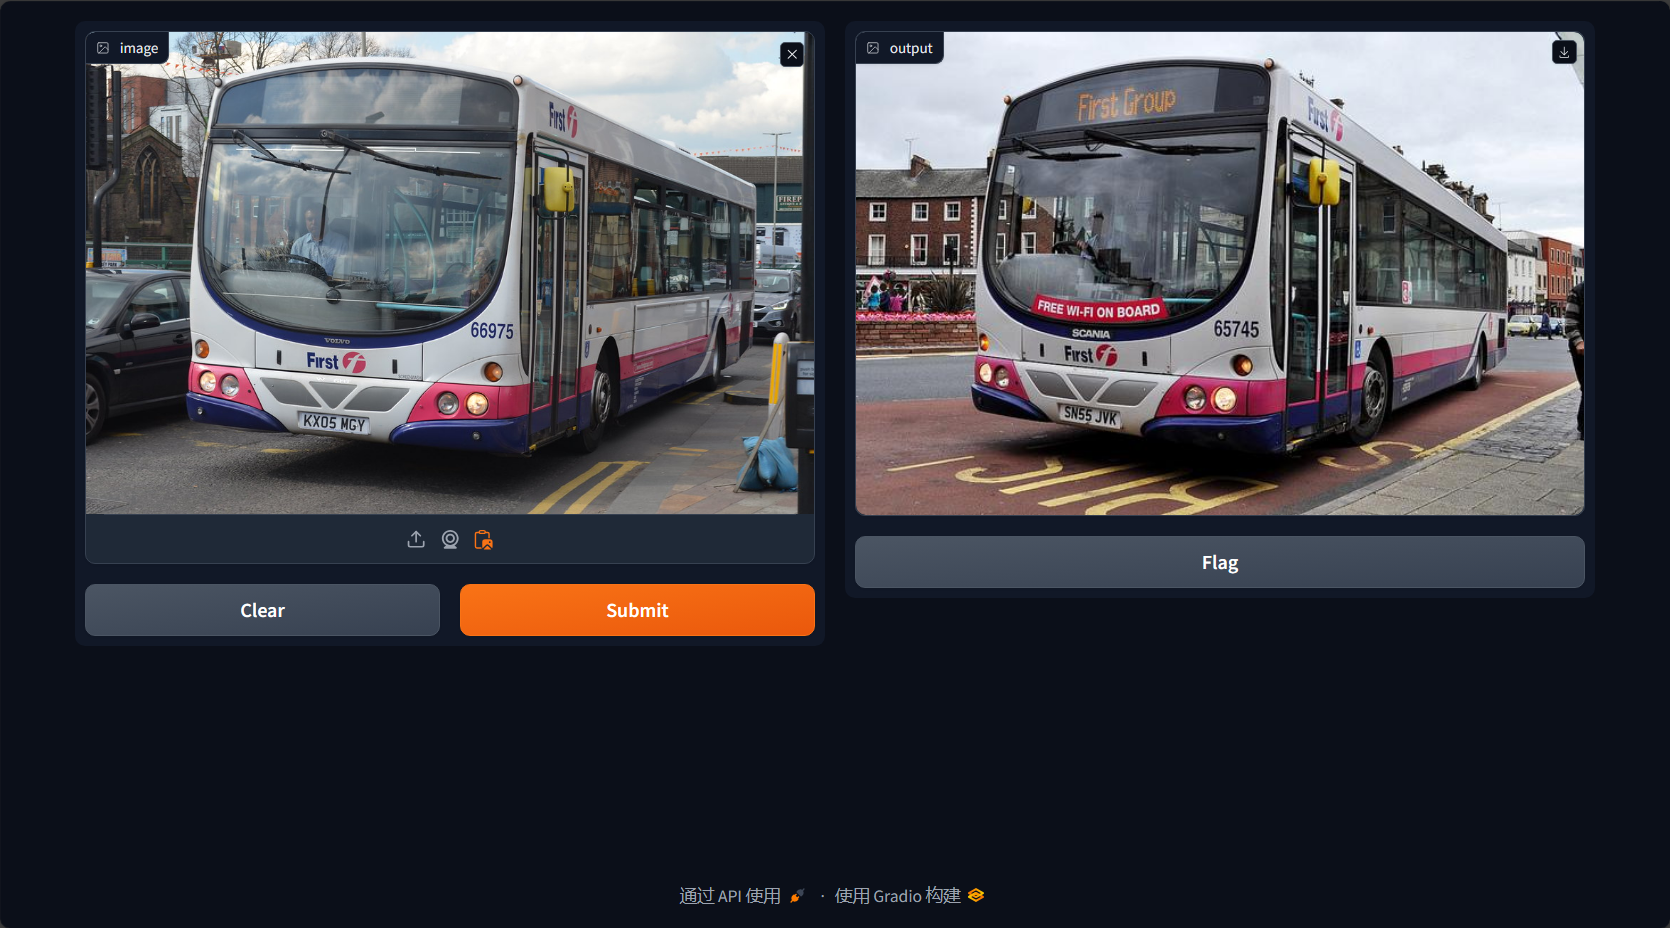 image
First
FIREP
66975
VOLVO
First
KX05 MGY
Clear
Submit
output
First Group
First
FREE WI-FI ON BOARD
SCANIA
65745
First
SN55 JVK
BUS
Flag
通过 API 使用 · 使用 Gradio 构建